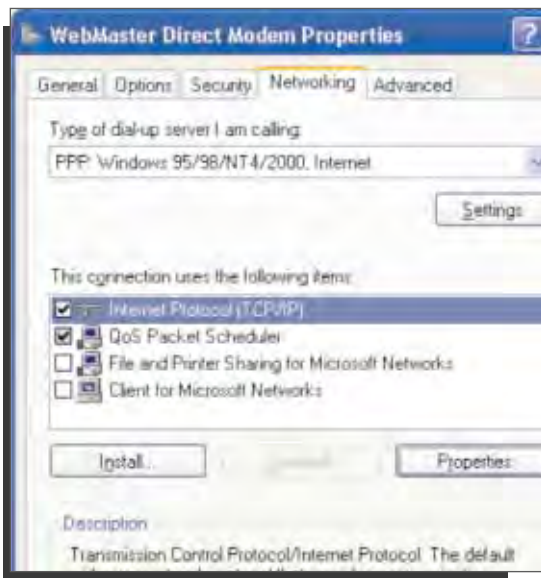 WebMaster Direct Modem Properties ?
General Options Security Networking Advanced
Type of dial-up server I am calling:
PPP: Windows 95/98/NT4/2000, Internet
Settings
This connection uses the following items:
Internet Protocol (TCP/IP)
QoS Packet Scheduler
File and Printer Sharing for Microsoft Networks
Client for Microsoft Networks
Install...
Properties
Description
Transmission Control Protocol/Internet Protocol. The default